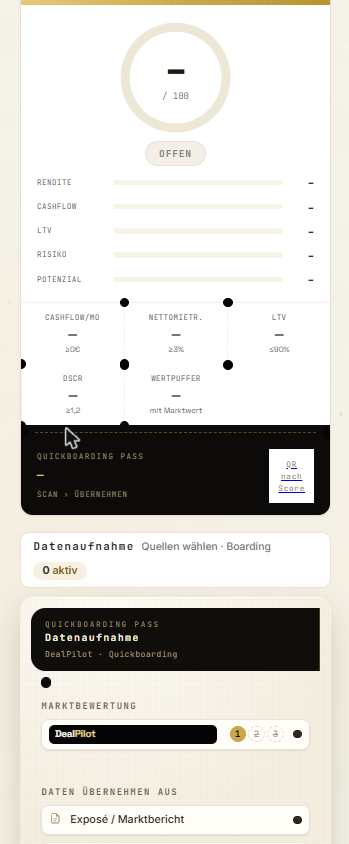 –
/ 100
OFFEN
RENDITE –
CASHFLOW –
LTV –
RISIKO –
POTENZIAL –
CASHFLOW/MO NETTOMIETR. LTV
– – –
≥0€ ≥3% ≤90%
DSCR WERTPUFFER
– –
≥1,2 mit Marktwert
QUICKBOARDING PASS
–
SCAN › ÜBERNEHMEN
QR
nach
Score
Datenaufnahme Quellen wählen · Boarding
0 aktiv
QUICKBOARDING PASS
Datenaufnahme
DealPilot · Quickboarding
MARKTBEWERTUNG
DealPilot 1 2 3
DATEN ÜBERNEHMEN AUS
Exposé / Marktbericht